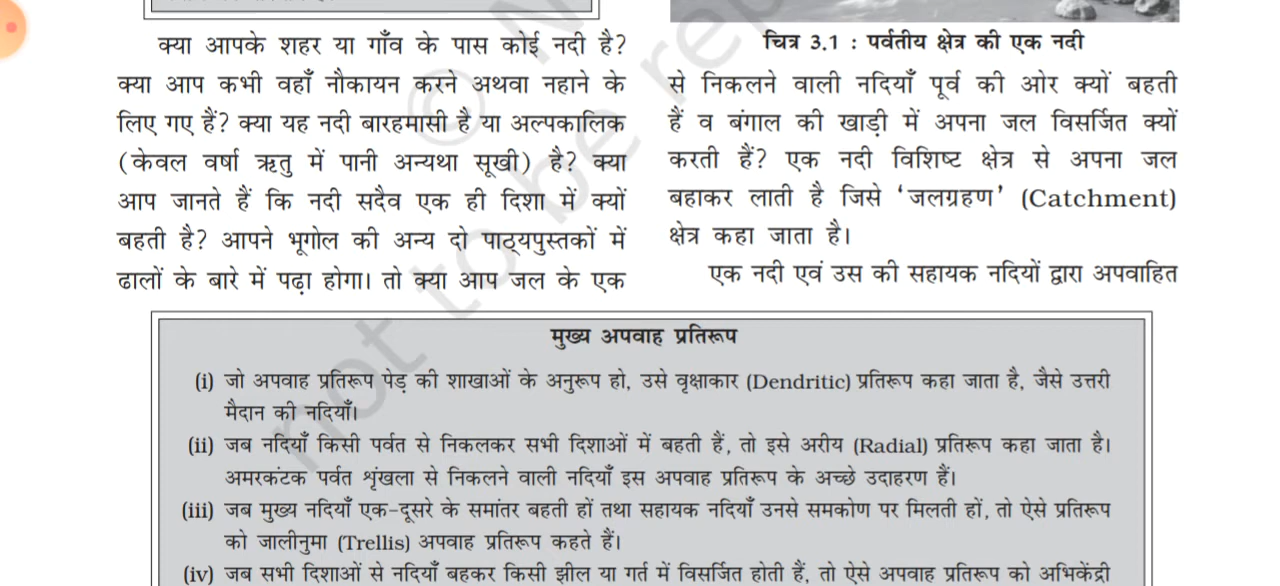 क्या आपके शहर या गाँव के पास कोई नदी है?
क्या आप कभी वहाँ नौकायन करने अथवा नहाने के
लिए गए हैं? क्या यह नदी बारहमासी है या अल्पकालिक
(केवल वर्षा ऋतु में पानी अन्यथा सूखी) है? क्या
आप जानते हैं कि नदी सदैव एक ही दिशा में क्यों
बहती है? आपने भूगोल की अन्य दो पाठ्यपुस्तकों में
ढालों के बारे में पढ़ा होगा। तो क्या आप जल के एक
चित्र 3.1 : पर्वतीय क्षेत्र की एक नदी
से निकलने वाली नदियाँ पूर्व की ओर क्यों बहती
हैं व बंगाल की खाड़ी में अपना जल विसर्जित क्यों
करती हैं? एक नदी विशिष्ट क्षेत्र से अपना जल
बहाकर लाती है जिसे ‘जलग्रहण’ (Catchment)
क्षेत्र कहा जाता है।
एक नदी एवं उस की सहायक नदियों द्वारा अपवाहित
मुख्य अपवाह प्रतिरूप
(i) जो अपवाह प्रतिरूप पेड़ की शाखाओं के अनुरूप हो, उसे वृक्षाकार (Dendritic) प्रतिरूप कहा जाता है, जैसे उत्तरी
मैदान की नदियाँ।
(ii) जब नदियाँ किसी पर्वत से निकलकर सभी दिशाओं में बहती हैं, तो इसे अरीय (Radial) प्रतिरूप कहा जाता है।
अमरकंटक पर्वत शृंखला से निकलने वाली नदियाँ इस अपवाह प्रतिरूप के अच्छे उदाहरण हैं।
(iii) जब मुख्य नदियाँ एक-दूसरे के समांतर बहती हों तथा सहायक नदियाँ उनसे समकोण पर मिलती हों, तो ऐसे प्रतिरूप
को जालीनुमा (Trellis) अपवाह प्रतिरूप कहते हैं।
(iv) जब सभी दिशाओं से नदियाँ बहकर किसी झील या गर्त में विसर्जित होती हैं, तो ऐसे अपवाह प्रतिरूप को अभिकेंद्री
© N
not to be rep